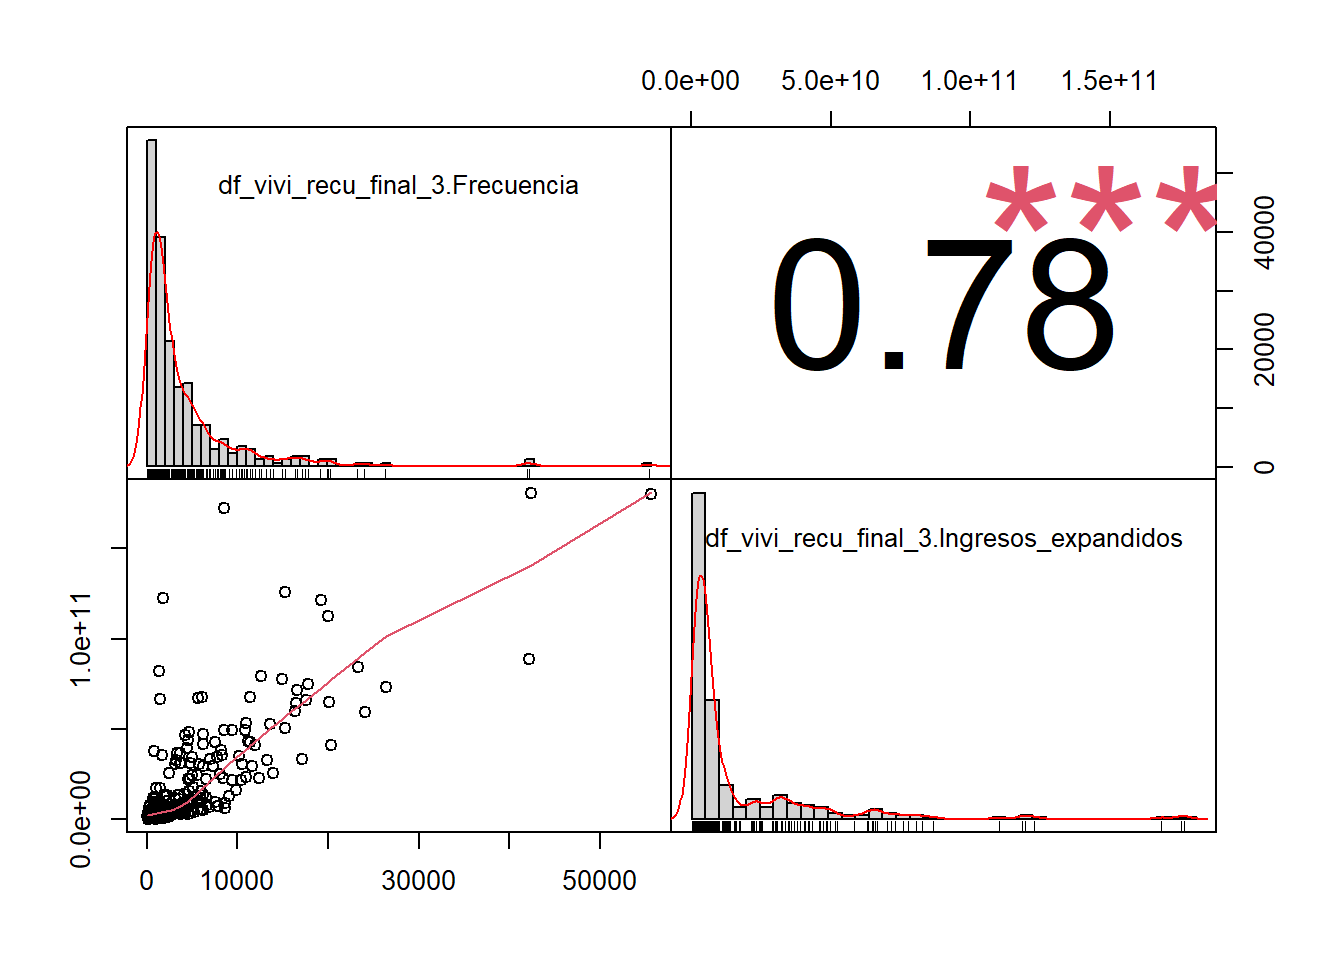 0.0e+00 5.0e+10 1.0e+11 1.5e+11
df_vivi_recu_final_3.Frecuencia
***
0.78
0 20000 40000
df_vivi_recu_final_3.Ingresos_expandidos
0.0e+00 1.0e+11
0 10000 30000 50000